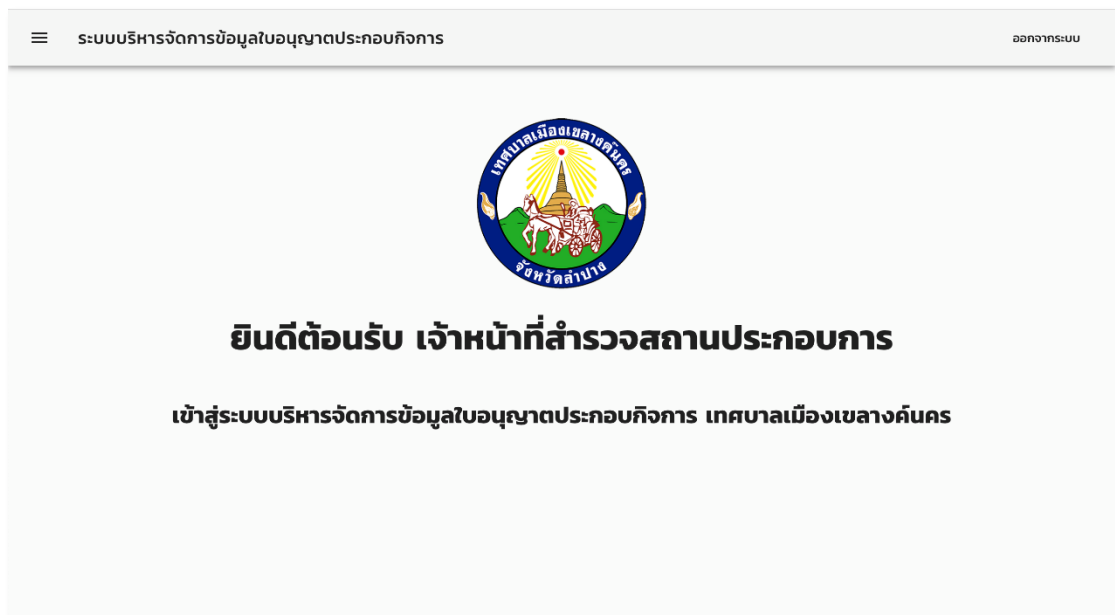 ระบบบริหารจัดการข้อมูลใบอนุญาตประกอบกิจการ
ออกจากระบบ
เทศบาลเมืองเขลางค์นคร
จังหวัดลำปาง
ยินดีต้อนรับ เจ้าหน้าที่สำรวจสถานประกอบการ
เข้าสู่ระบบบริหารจัดการข้อมูลใบอนุญาตประกอบกิจการ เทศบาลเมืองเขลางค์นคร